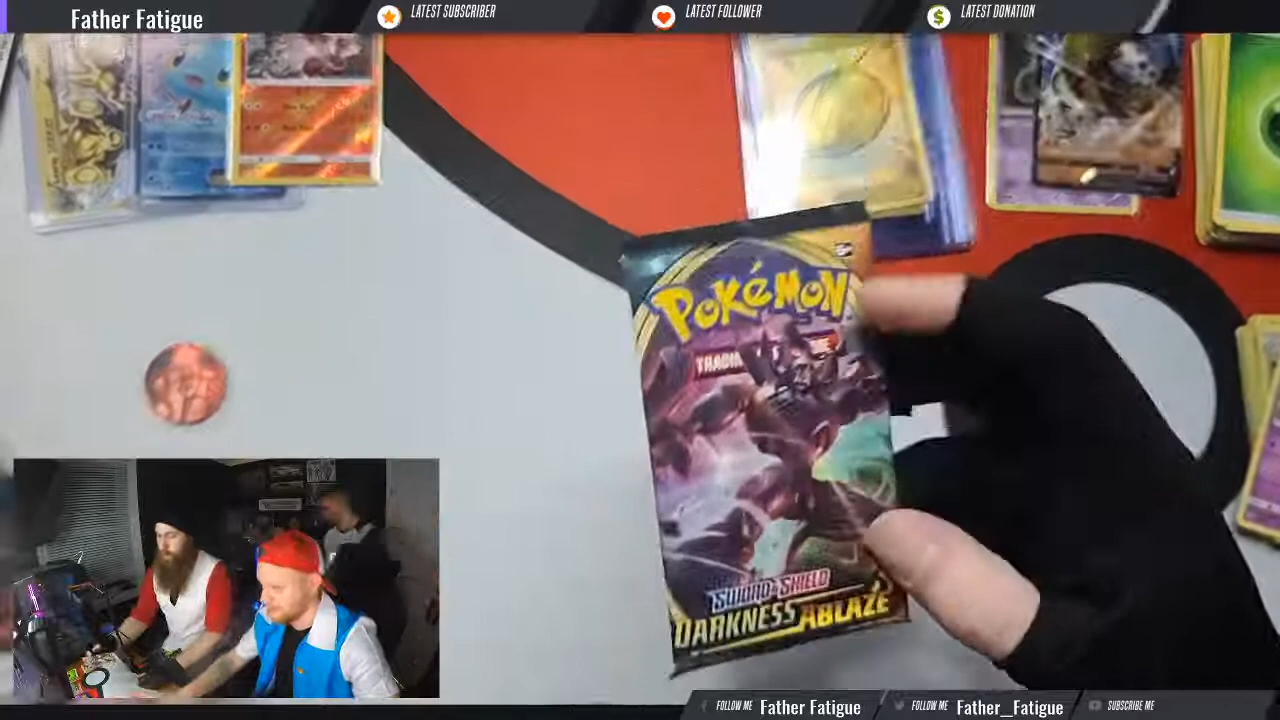 Father Fatigue
LATEST SUBSCRIBER
LATEST FOLLOWER
LATEST DONATION
POKéMON
SWORD & SHIELD
DARKNESS ABLAZE
FOLLOW ME Father Fatigue
FOLLOW ME Father_Fatigue
SUBSCRIBE ME